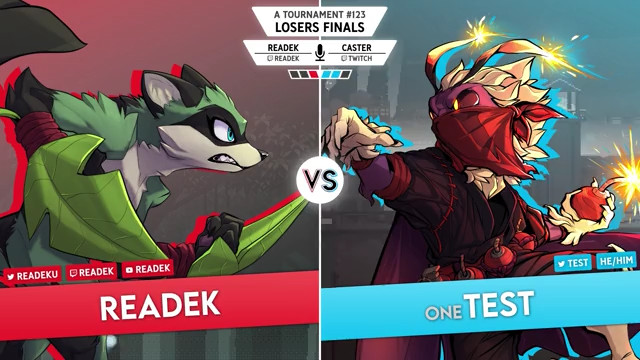 A TOURNAMENT #123
LOSERS FINALS
READEK
READEK
CASTER
TWITCH
VS
READEKU
READEK
READEK
TEST
HE/HIM
READEK
ONE TEST